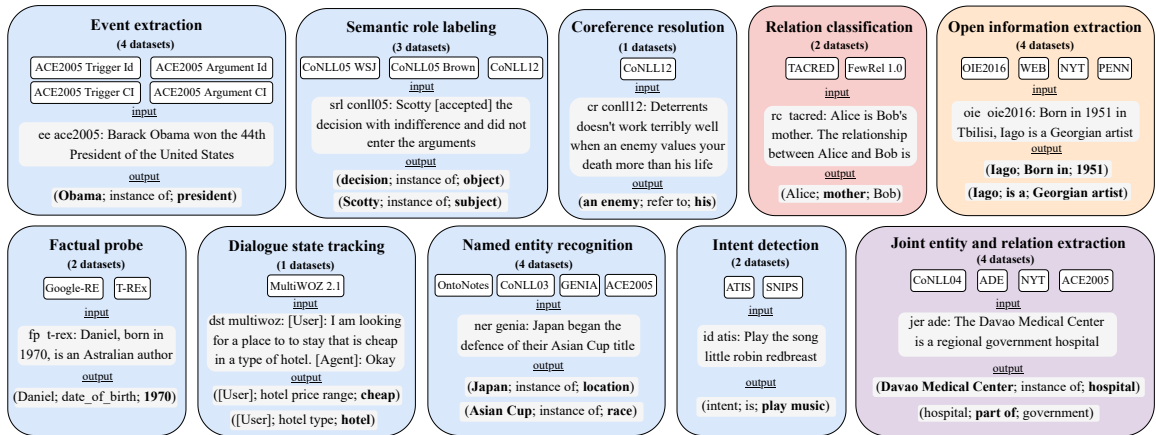 Event extraction
(4 datasets)
ACE2005 Trigger Id
ACE2005 Argument Id
ACE2005 Trigger CI
ACE2005 Argument CI
input
ee ace2005: Barack Obama won the 44th
President of the United States
output
(Obama; instance of; president)
Semantic role labeling
(3 datasets)
CoNLL05 WSJ
CoNLL05 Brown
CoNLL12
input
srl conll05: Scotty [accepted] the
decision with indifference and did not
enter the arguments
output
(decision; instance of; object)
(Scotty; instance of; subject)
Coreference resolution
(1 datasets)
CoNLL12
input
cr conll12: Deterrents
doesn't work terribly well
when an enemy values your
death more than his life
output
(an enemy; refer to; his)
Relation classification
(2 datasets)
TACRED
FewRel 1.0
input
rc tacred: Alice is Bob's
mother. The relationship
between Alice and Bob is
output
(Alice; mother; Bob)
Open information extraction
(4 datasets)
OIE2016
WEB
NYT
PENN
input
oie oie2016: Born in 1951 in
Tbilisi, Iago is a Georgian artist
output
(Iago; Born in; 1951)
(Iago; is a; Georgian artist)
Factual probe
(2 datasets)
Google-RE
T-REx
input
fp t-rex: Daniel, born in
1970, is an Astralian author
output
(Daniel; date_of_birth; 1970)
Dialogue state tracking
(1 datasets)
MultiWOZ 2.1
input
dst multiwoz: [User]: I am looking
for a place to to stay that is cheap
in a type of hotel. [Agent]: Okay
output
([User]; hotel price range; cheap)
([User]; hotel type; hotel)
Named entity recognition
(4 datasets)
OntoNotes
CoNLL03
GENIA
ACE2005
input
ner genia: Japan began the
defence of their Asian Cup title
output
(Japan; instance of; location)
(Asian Cup; instance of; race)
Intent detection
(2 datasets)
ATIS
SNIPS
input
id atis: Play the song
little robin redbreast
output
(intent; is; play music)
Joint entity and relation extraction
(4 datasets)
CoNLL04
ADE
NYT
ACE2005
input
jer ade: The Davao Medical Center
is a regional government hospital
output
(Davao Medical Center; instance of; hospital)
(hospital; part of; government)